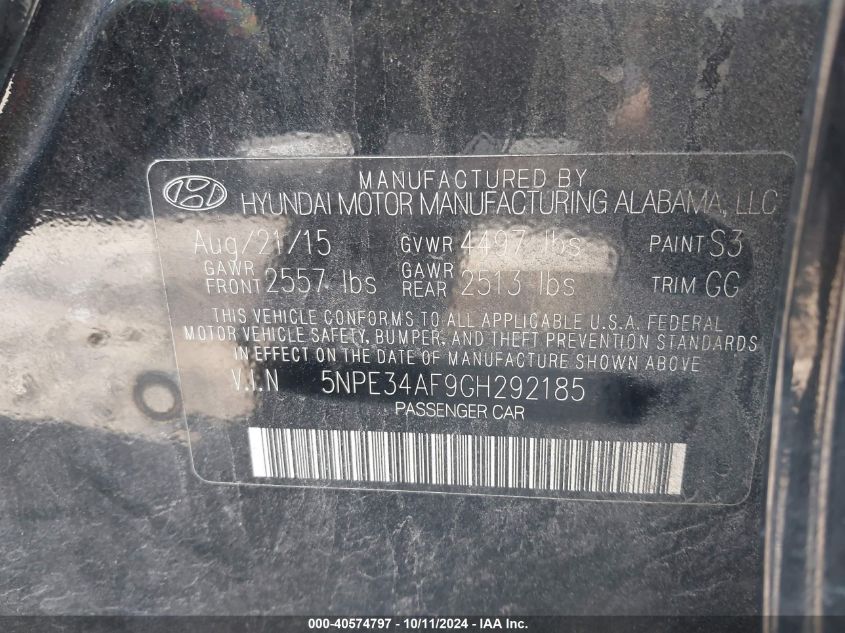 MANUFACTURED BY
HYUNDAI MOTOR MANUFACTURING ALABAMA, LLC
Aug/21/15 GVWR 4497 lbs PAINT S3
GAWR FRONT 2557 lbs GAWR REAR 2513 lbs TRIM GG
THIS VEHICLE CONFORMS TO ALL APPLICABLE U.S.A. FEDERAL
MOTOR VEHICLE SAFETY, BUMPER, AND THEFT PREVENTION STANDARDS
IN EFFECT ON THE DATE OF MANUFACTURE SHOWN ABOVE
V.I.N 5NPE34AF9GH292185
PASSENGER CAR
000-40574797 - 10/11/2024 - IAA Inc.